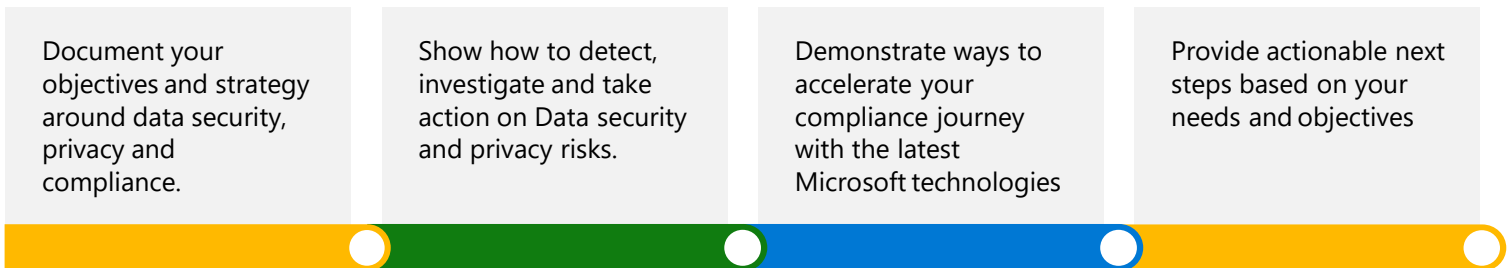 Document your
objectives and strategy
around data security,
privacy and
compliance.
Show how to detect,
investigate and take
action on Data security
and privacy risks.
Demonstrate ways to
accelerate your
compliance journey
with the latest
Microsoft technologies
Provide actionable next
steps based on your
needs and objectives